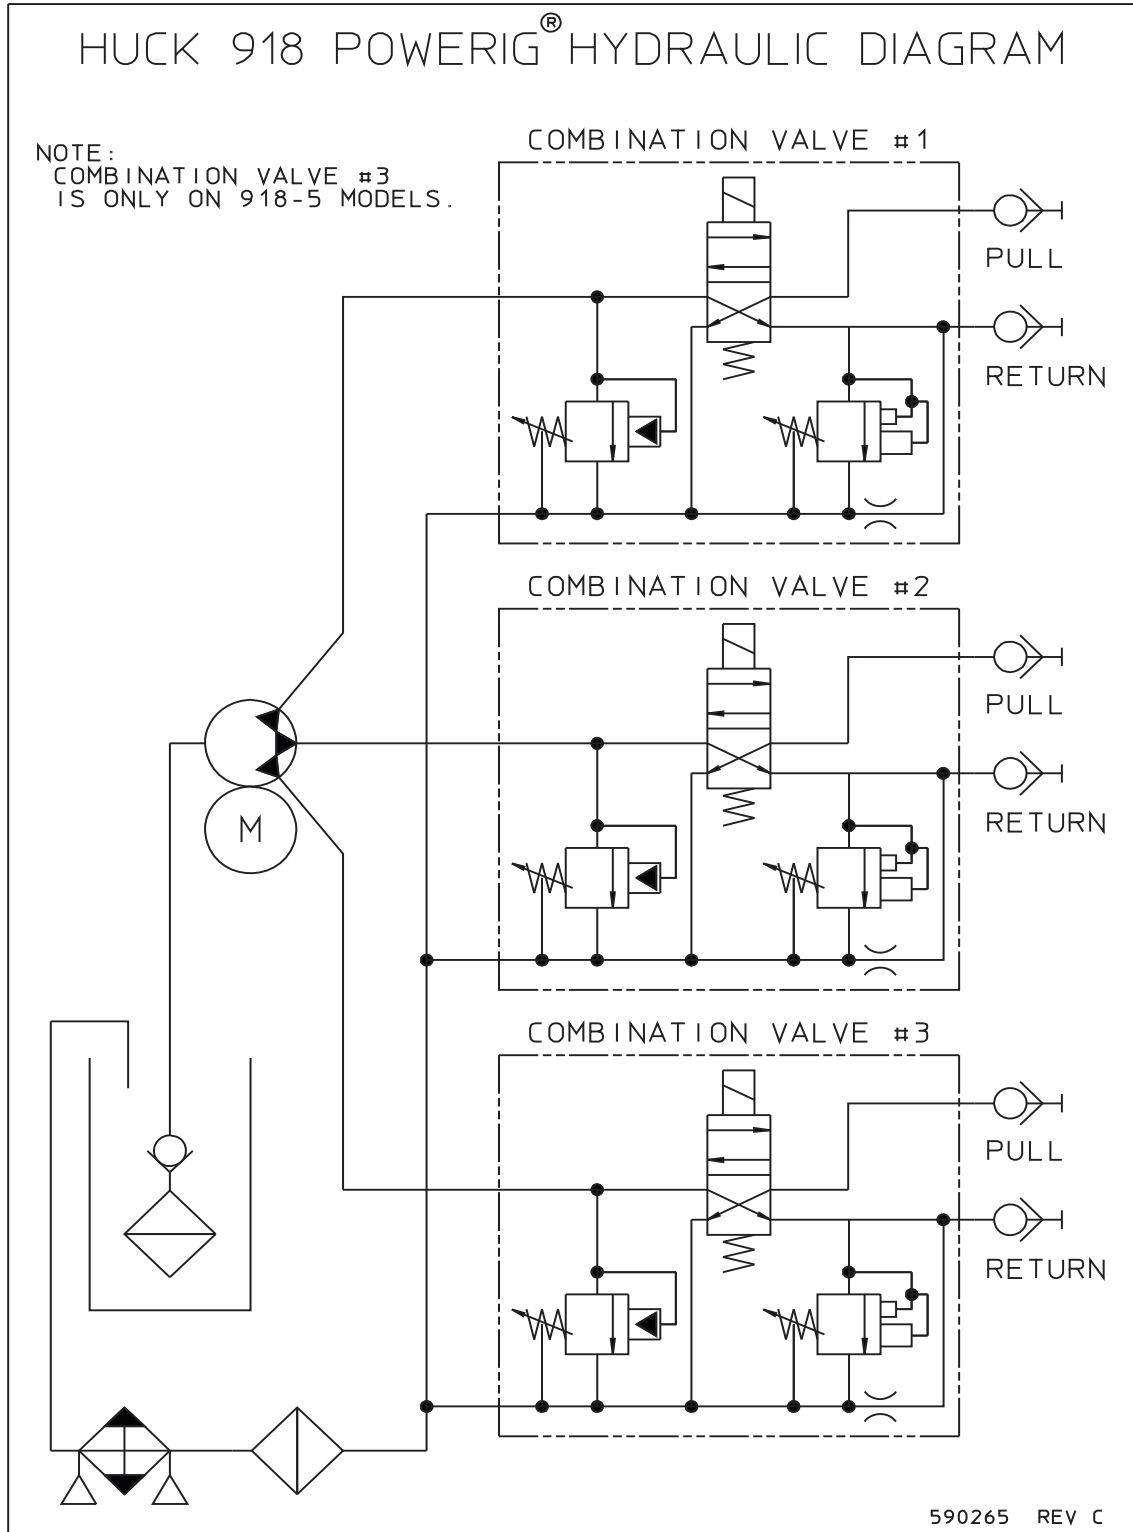 HUCK 918 POWERIG® HYDRAULIC DIAGRAM
NOTE:
COMBINATION VALVE #3
IS ONLY ON 918-5 MODELS.
COMBINATION VALVE #1
PULL
RETURN
COMBINATION VALVE #2
PULL
RETURN
M
COMBINATION VALVE #3
PULL
RETURN
590265 REV C